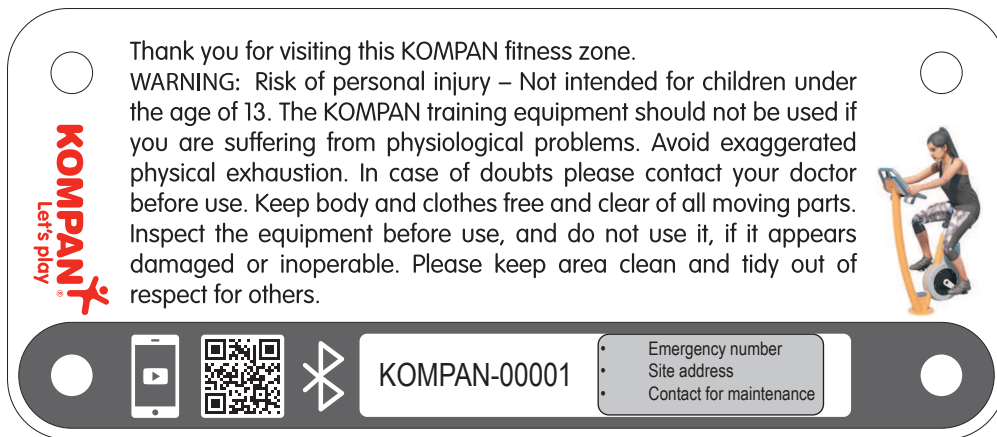 Thank you for visiting this KOMPAN fitness zone.
WARNING: Risk of personal injury – Not intended for children under
the age of 13. The KOMPAN training equipment should not be used if
you are suffering from physiological problems. Avoid exaggerated
physical exhaustion. In case of doubts please contact your doctor
before use. Keep body and clothes free and clear of all moving parts.
Inspect the equipment before use, and do not use it, if it appears
damaged or inoperable. Please keep area clean and tidy out of
respect for others.
KOMPAN®
Let's play
KOMPAN-00001
• Emergency number
• Site address
• Contact for maintenance